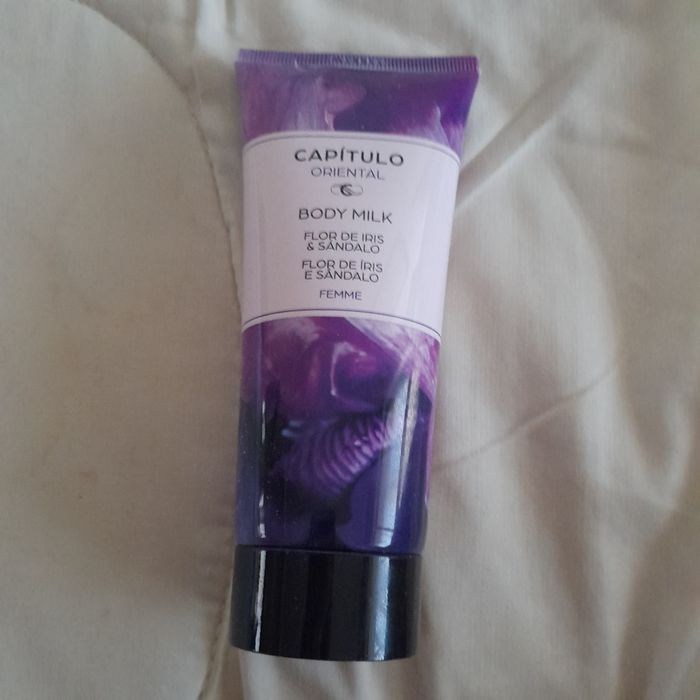 CAPÍTULO
ORIENTAL
BODY MILK
FLOR DE IRIS
& SÁNDALO
FLOR DE ÍRIS
E SÂNDALO
FEMME